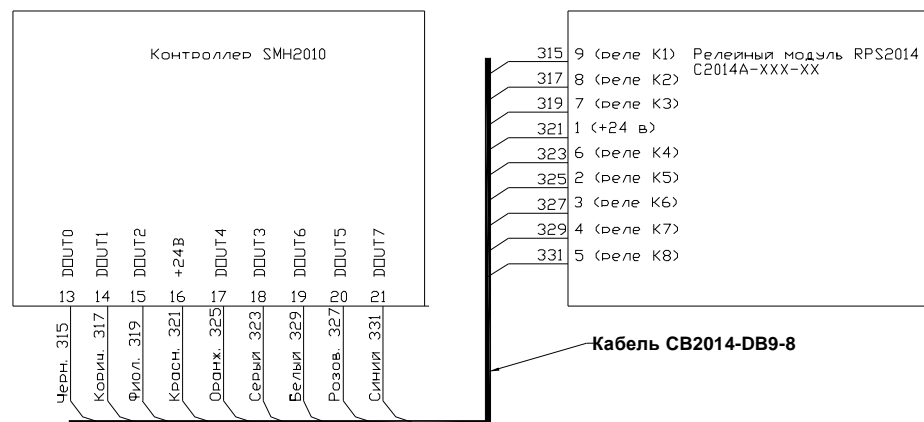 Контроллер SMH2010
DOUT0
DOUT1
DOUT2
+24В
DOUT4
DOUT3
DOUT6
DOUT5
DOUT7
13 14 15 16 17 18 19 20 21
Черн. 315
Корич. 317
Фиол. 319
Красн. 321
Оранж. 325
Серый 323
Белый 329
Розов. 327
Синий 331
Релейный модуль RPS2014
C2014A-XXX-XX
315 9 (реле К1)
317 8 (реле К2)
319 7 (реле К3)
321 1 (+24 в)
323 6 (реле К4)
325 2 (реле К5)
327 3 (реле К6)
329 4 (реле К7)
331 5 (реле К8)
Кабель СВ2014-DB9-8